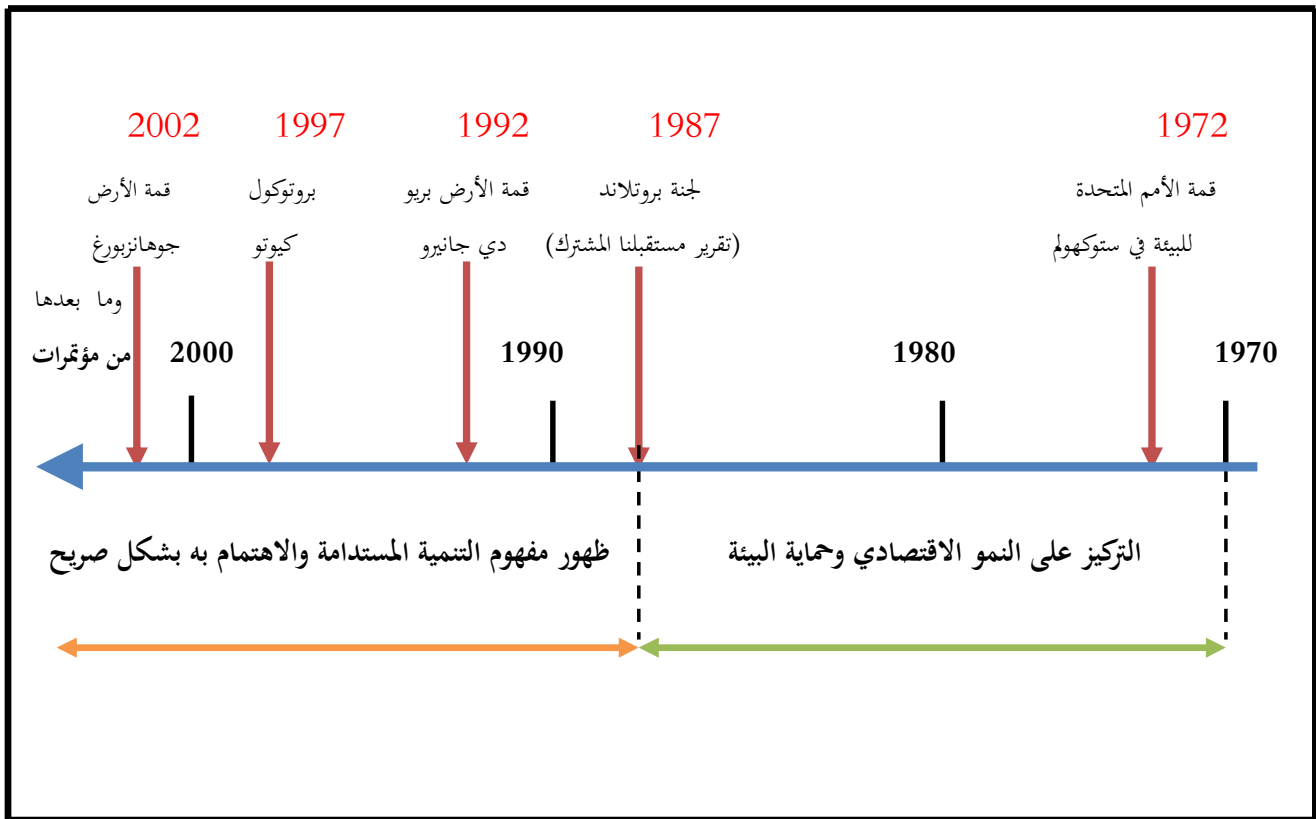 1972
قمة الأمم المتحدة
للبيئة في ستوكهولم
1987
لجنة بروتلاند
(تقرير مستقبلنا المشترك)
1992
قمة الأرض بريو
دي جانيرو
1997
بروتوكول
كيوتو
2002
قمة الأرض
جوهانزبورغ
وما بعدها
من مؤتمرات
1970
1980
1990
2000
التركيز على النمو الاقتصادي وحماية البيئة
ظهور مفهوم التنمية المستدامة والاهتمام به بشكل صريح